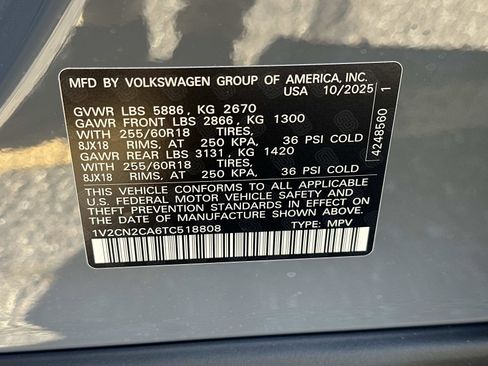 MFD BY VOLKSWAGEN GROUP OF AMERICA, INC.
USA 10/2025
GVWR LBS 5886, KG 2670
GAWR FRONT LBS 2866, KG 1300
WITH 255/60R18 TIRES,
8JX18 RIMS, AT 250 KPA, 36 PSI COLD
GAWR REAR LBS 3131, KG 1420
WITH 255/60R18 TIRES,
8JX18 RIMS, AT 250 KPA, 36 PSI COLD
THIS VEHICLE CONFORMS TO ALL APPLICABLE
U.S. FEDERAL MOTOR VEHICLE SAFETY AND
THEFT PREVENTION STANDARDS IN EFFECT ON THE
DATE OF MANUFACTURE SHOWN ABOVE.
1V2CN2CA6TC518808 TYPE: MPV
4248560 1